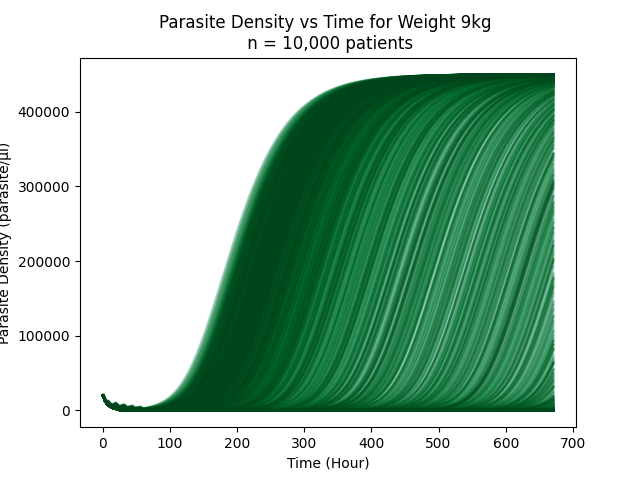 Parasite Density vs Time for Weight 9kg
n = 10,000 patients
Parasite Density (parasite/µl)
400000
300000
200000
100000
0
0 100 200 300 400 500 600 700
Time (Hour)